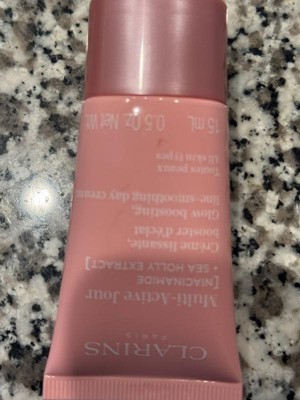 CLARINS
PARIS
Multi-Active Jour
[NIACINAMIDE
+ SEA HOLLY EXTRACT]
Crème lissante,
booster d'éclat
Glow boosting,
line-smoothing day cream
Toutes peaux
All skin types
15 mL 0.5 Oz. Net Wt.